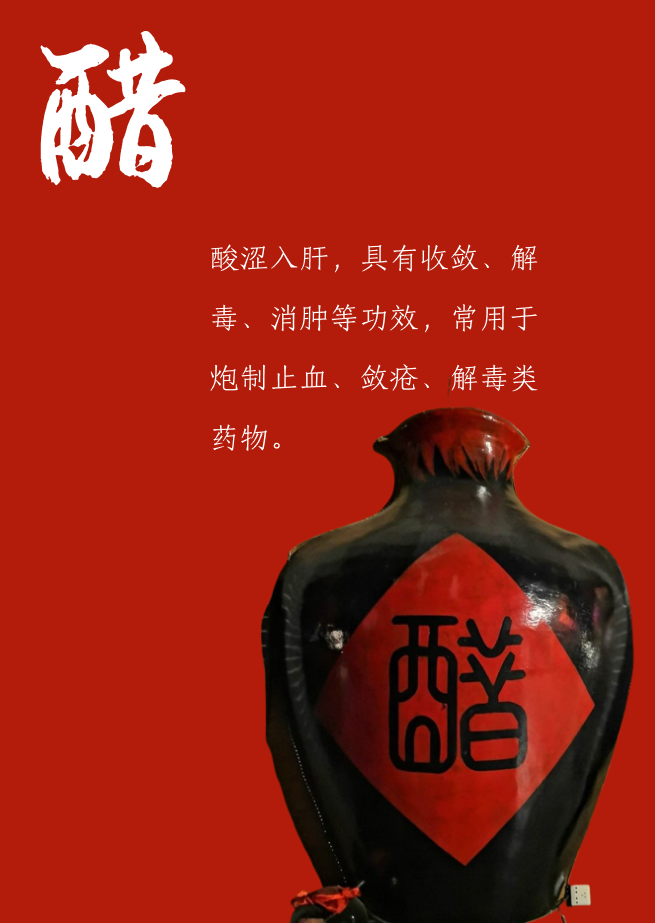 醋
酸涩入肝，具有收敛、解
毒、消肿等功效，常用于
炮制止血、敛疮、解毒类
药物。
醋